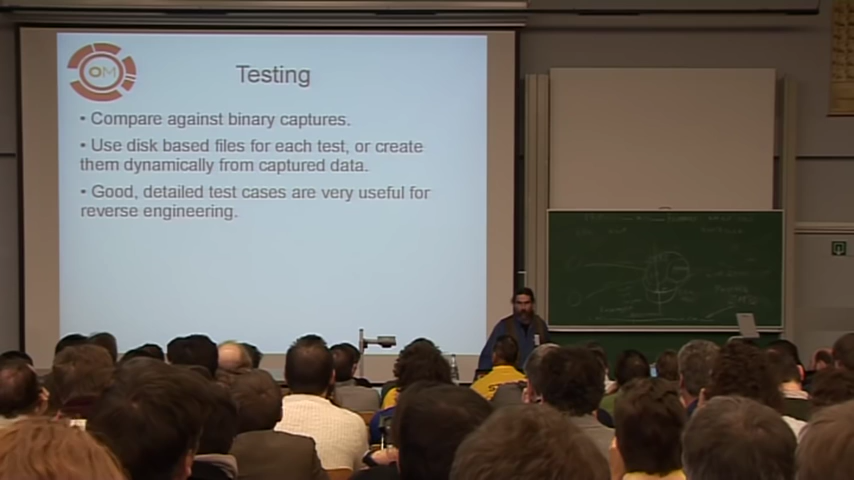 OM
Testing
• Compare against binary captures.
• Use disk based files for each test, or create
them dynamically from captured data.
• Good, detailed test cases are very useful for
reverse engineering.